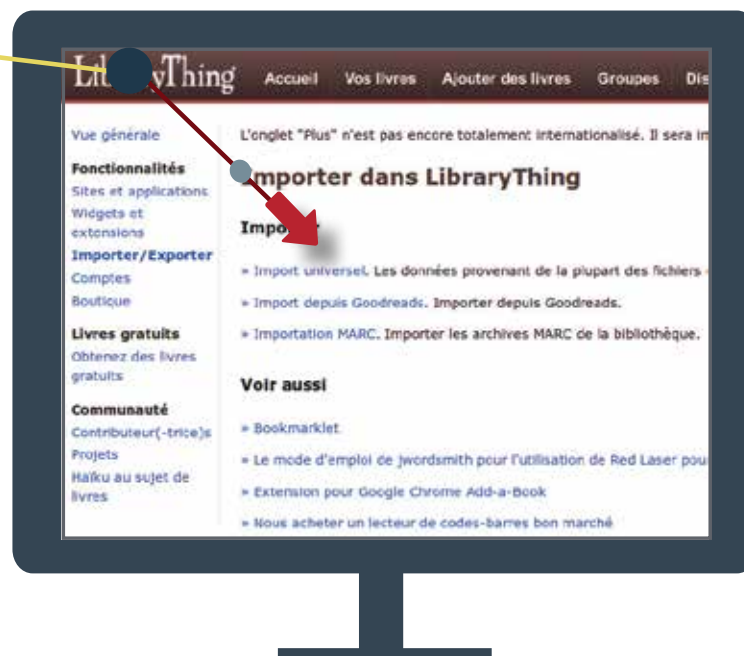 LibraryThing Accueil Vos livres Ajouter des livres Groupes
Vue générale
Fonctionnalités
Sites et applications
Widgets et
extensions
Importer/Exporter
Comptes
Boutique
Livres gratuits
Obtenez des livres
gratuits
Communauté
Contributeur(-trice)s
Projets
Haïku au sujet de
livres
L'onglet "Plus" n'est pas encore totalement internationalisé. Il sera
Importer dans LibraryThing
Importer
» Import universel. Les données provenant de la plupart des fichiers
» Import depuis Goodreads. Importer depuis Goodreads.
» Importation MARC. Importer les archives MARC de la bibliothèque.
Voir aussi
» Bookmarklet
» Le mode d'emploi de jwordsmith pour l'utilisation de Red Laser
» Extension pour Google Chrome Add-a-Book
» Nous acheter un lecteur de codes-barres bon marché